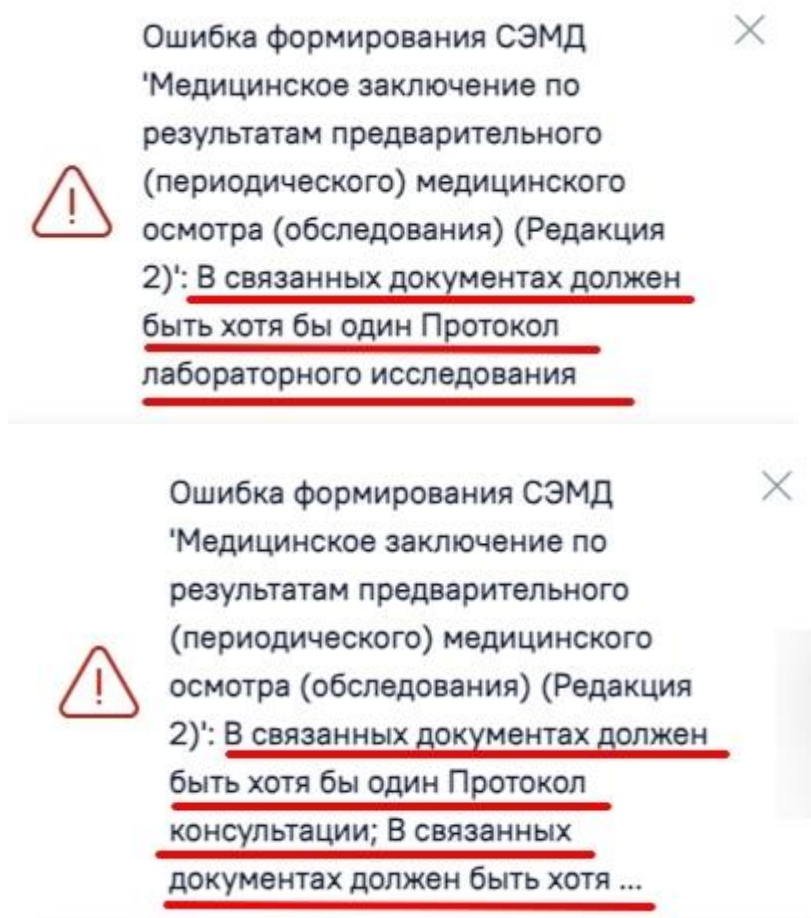 Ошибка формирования СЭМД
'Медицинское заключение по
результатам предварительного
(периодического) медицинского
осмотра (обследования) (Редакция
2)': В связанных документах должен
быть хотя бы один Протокол
лабораторного исследования
Ошибка формирования СЭМД
'Медицинское заключение по
результатам предварительного
(периодического) медицинского
осмотра (обследования) (Редакция
2)': В связанных документах должен
быть хотя бы один Протокол
консультации; В связанных
документах должен быть хотя ...